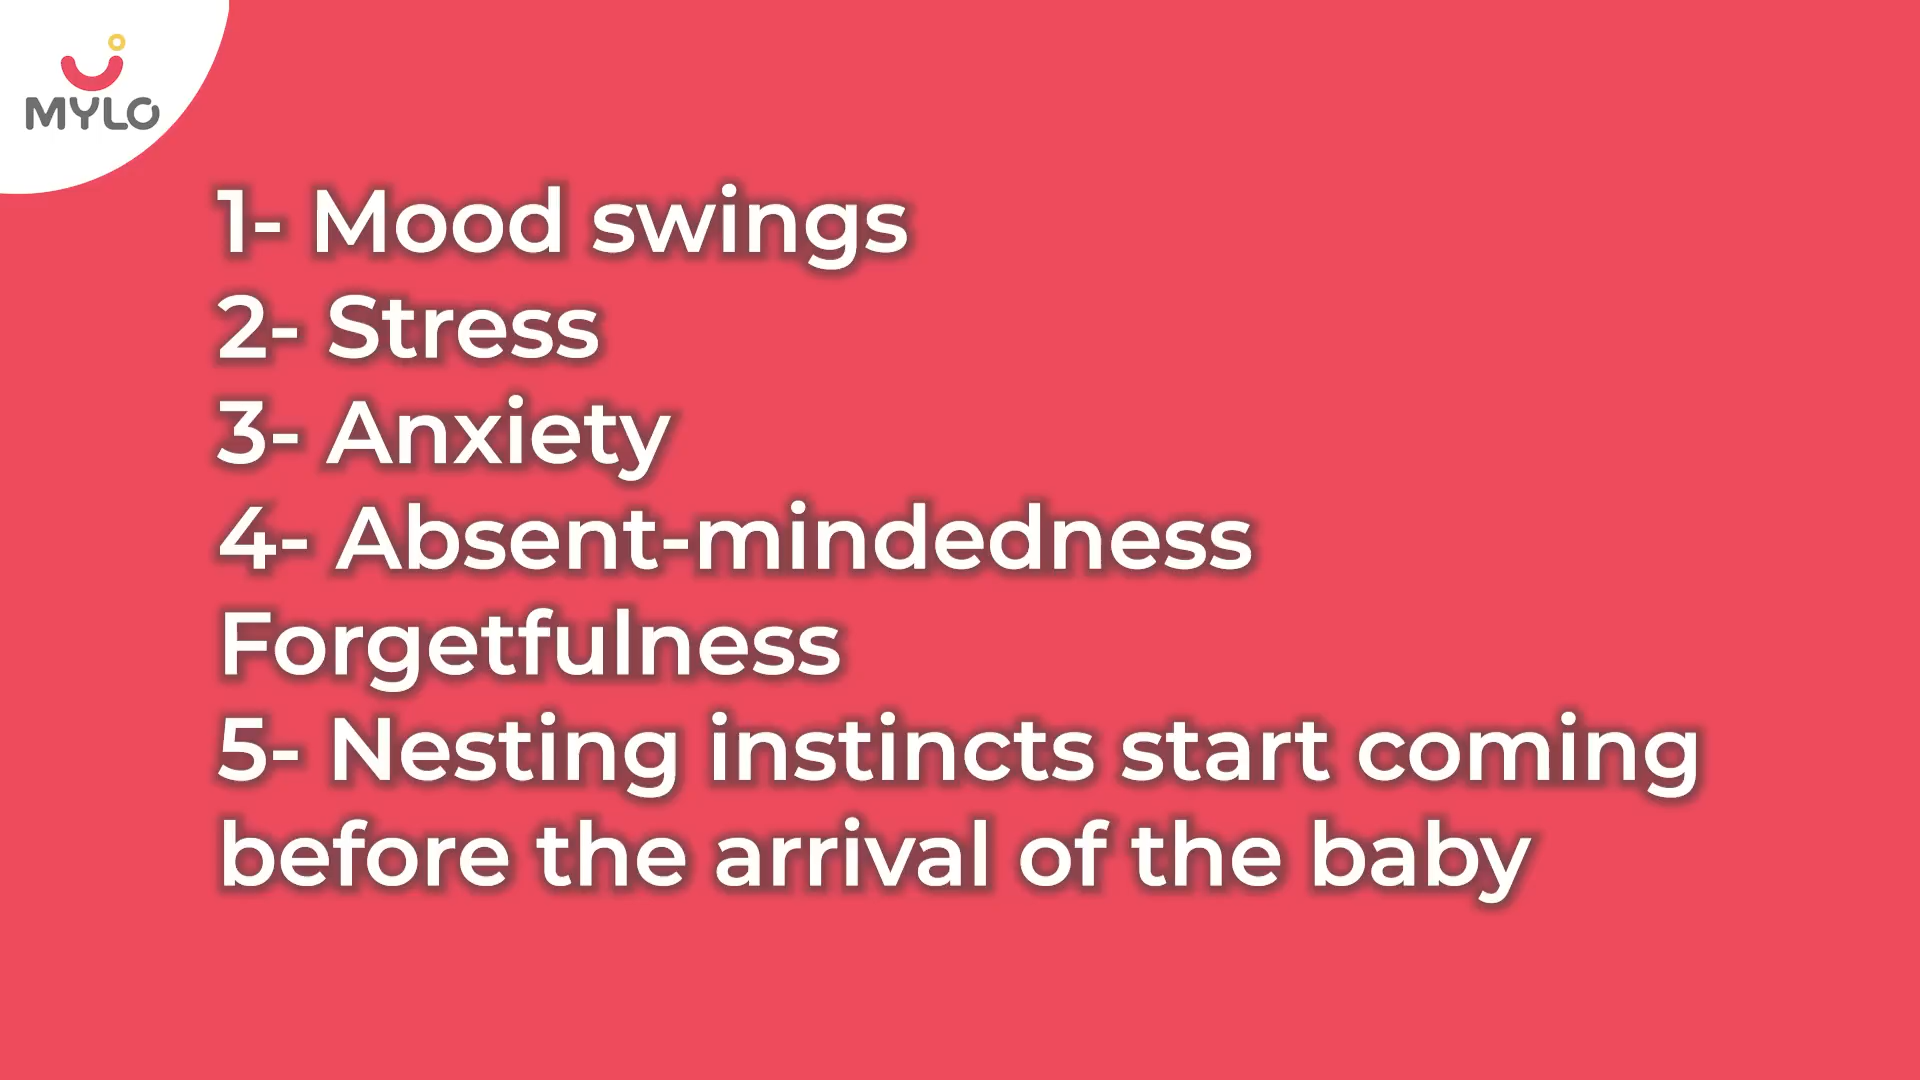 MYLO
1- Mood swings
2- Stress
3- Anxiety
4- Absent-mindedness
Forgetfulness
5- Nesting instincts start coming
before the arrival of the baby